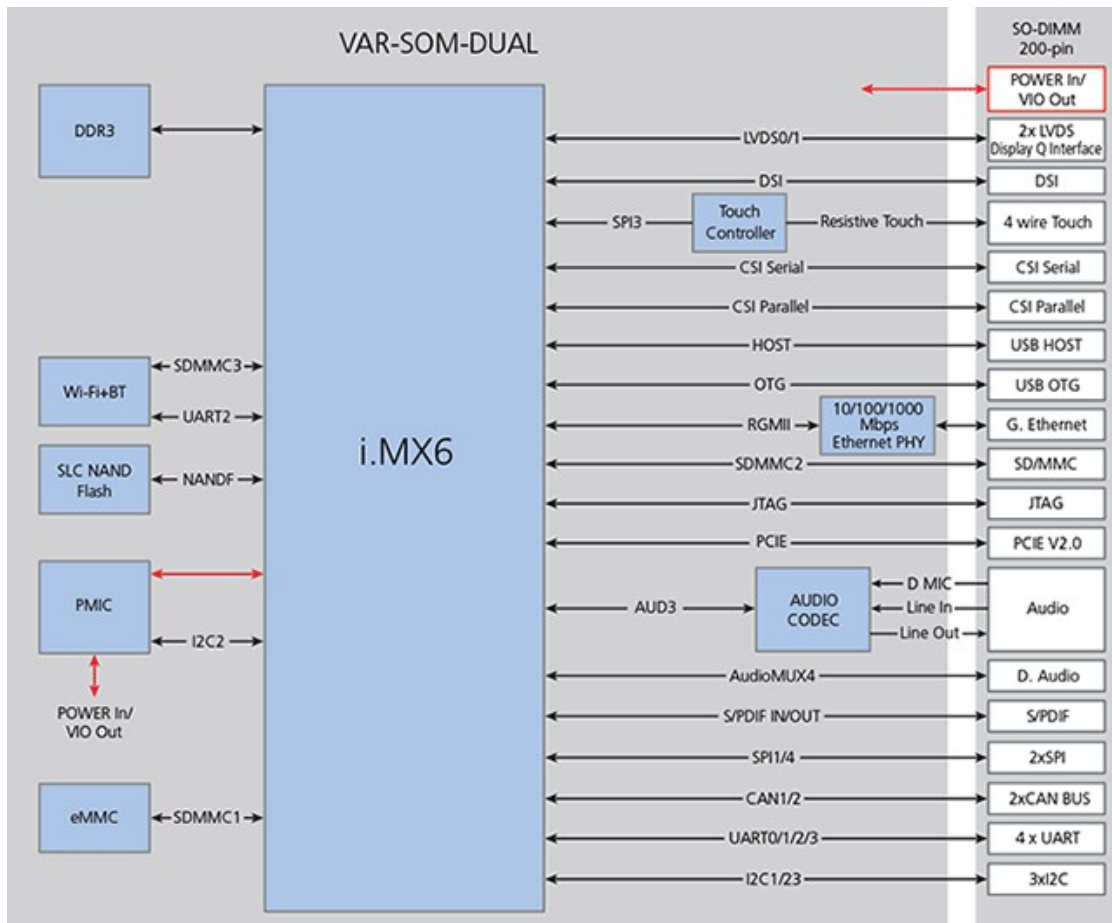 VAR-SOM-DUAL
SO-DIMM
200-pin
POWER In/
VIO Out
DDR3
LVDS0/1
2x LVDS
Display Q Interface
DSI
DSI
SPI3
Touch
Controller
Resistive Touch
4 wire Touch
CSI Serial
CSI Serial
CSI Parallel
CSI Parallel
HOST
USB HOST
Wi-Fi+BT
SDMMC3
UART2
OTG
USB OTG
i.MX6
RGMII
10/100/1000
Mbps
Ethernet PHY
G. Ethernet
SLC NAND
Flash
NANDF
SDMMC2
SD/MMC
JTAG
JTAG
PCIE
PCIE V2.0
PMIC
I2C2
POWER In/
VIO Out
AUD3
AUDIO
CODEC
D MIC
Line In
Line Out
Audio
AudioMUX4
D. Audio
S/PDIF IN/OUT
S/PDIF
SPI1/4
2xSPI
eMMC
SDMMC1
CAN1/2
2xCAN BUS
UART0/1/2/3
4 x UART
I2C1/23
3xI2C